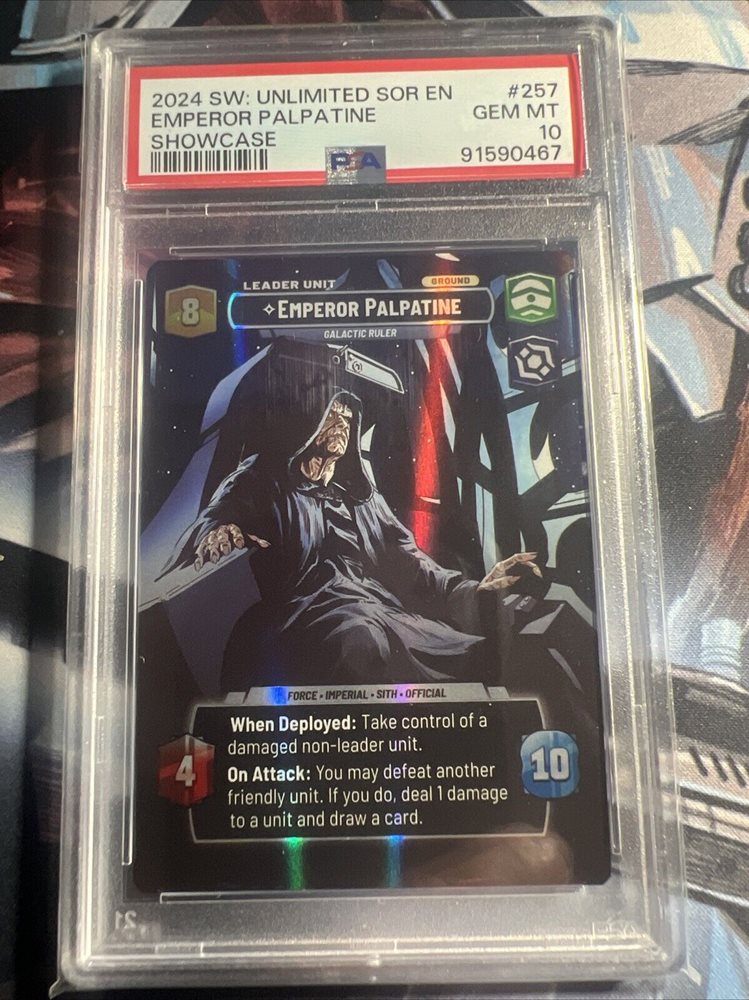 2024 SW: UNLIMITED SOR EN #257
EMPEROR PALPATINE GEM MT
SHOWCASE 10
PSA 91590467
LEADER UNIT GROUND
8 ✧EMPEROR PALPATINE
GALACTIC RULER
FORCE • IMPERIAL • SITH • OFFICIAL
When Deployed: Take control of a
damaged non-leader unit.
4 10
On Attack: You may defeat another
friendly unit. If you do, deal 1 damage
to a unit and draw a card.